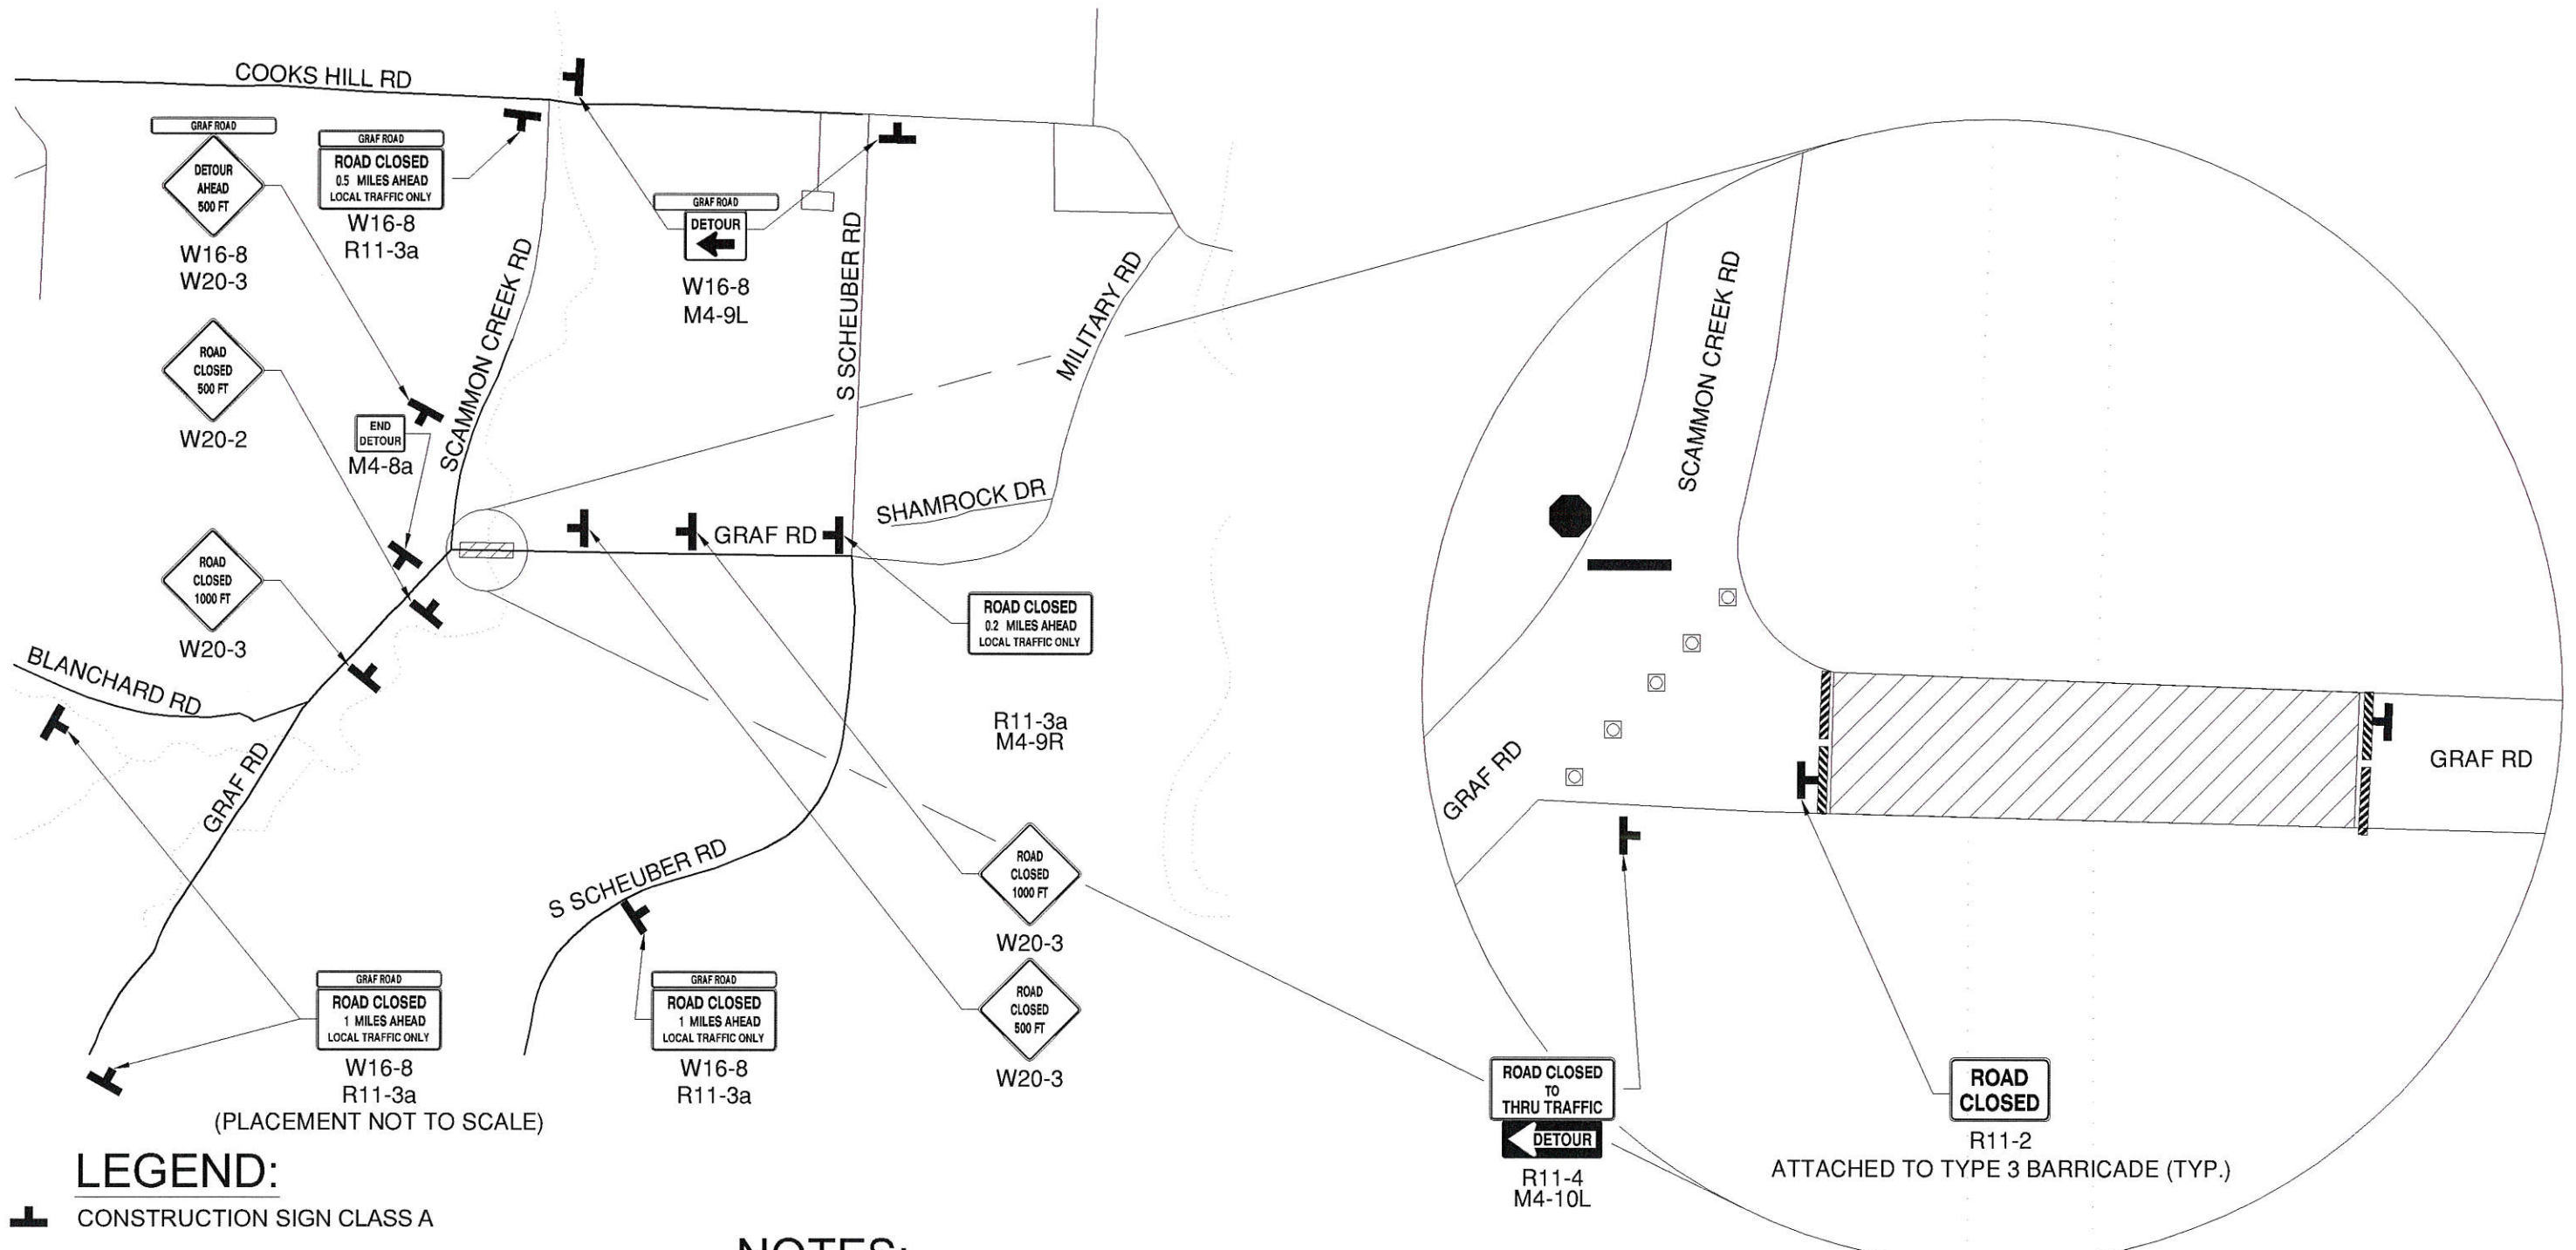 COOKS HILL RD
GRAF ROAD
DETOUR
AHEAD
500 FT
W16-8
W20-3
GRAF ROAD
ROAD CLOSED
0.5 MILES AHEAD
LOCAL TRAFFIC ONLY
W16-8
R11-3a
GRAF ROAD
DETOUR
W16-8
M4-9L
SCAMMON CREEK RD
S SCHEUBER RD
MILITARY RD
ROAD
CLOSED
500 FT
W20-2
END
DETOUR
M4-8a
SHAMROCK DR
GRAF RD
ROAD
CLOSED
1000 FT
W20-3
ROAD CLOSED
0.2 MILES AHEAD
LOCAL TRAFFIC ONLY
R11-3a
M4-9R
BLANCHARD RD
GRAF RD
S SCHEUBER RD
ROAD
CLOSED
1000 FT
W20-3
ROAD
CLOSED
500 FT
W20-3
GRAF ROAD
ROAD CLOSED
1 MILES AHEAD
LOCAL TRAFFIC ONLY
W16-8
R11-3a
(PLACEMENT NOT TO SCALE)
GRAF ROAD
ROAD CLOSED
1 MILES AHEAD
LOCAL TRAFFIC ONLY
W16-8
R11-3a
SCAMMON CREEK RD
GRAF RD
GRAF RD
ROAD CLOSED
TO
THRU TRAFFIC
DETOUR
R11-4
M4-10L
ROAD
CLOSED
R11-2
ATTACHED TO TYPE 3 BARRICADE (TYP.)
LEGEND:
CONSTRUCTION SIGN CLASS A
NOTES: